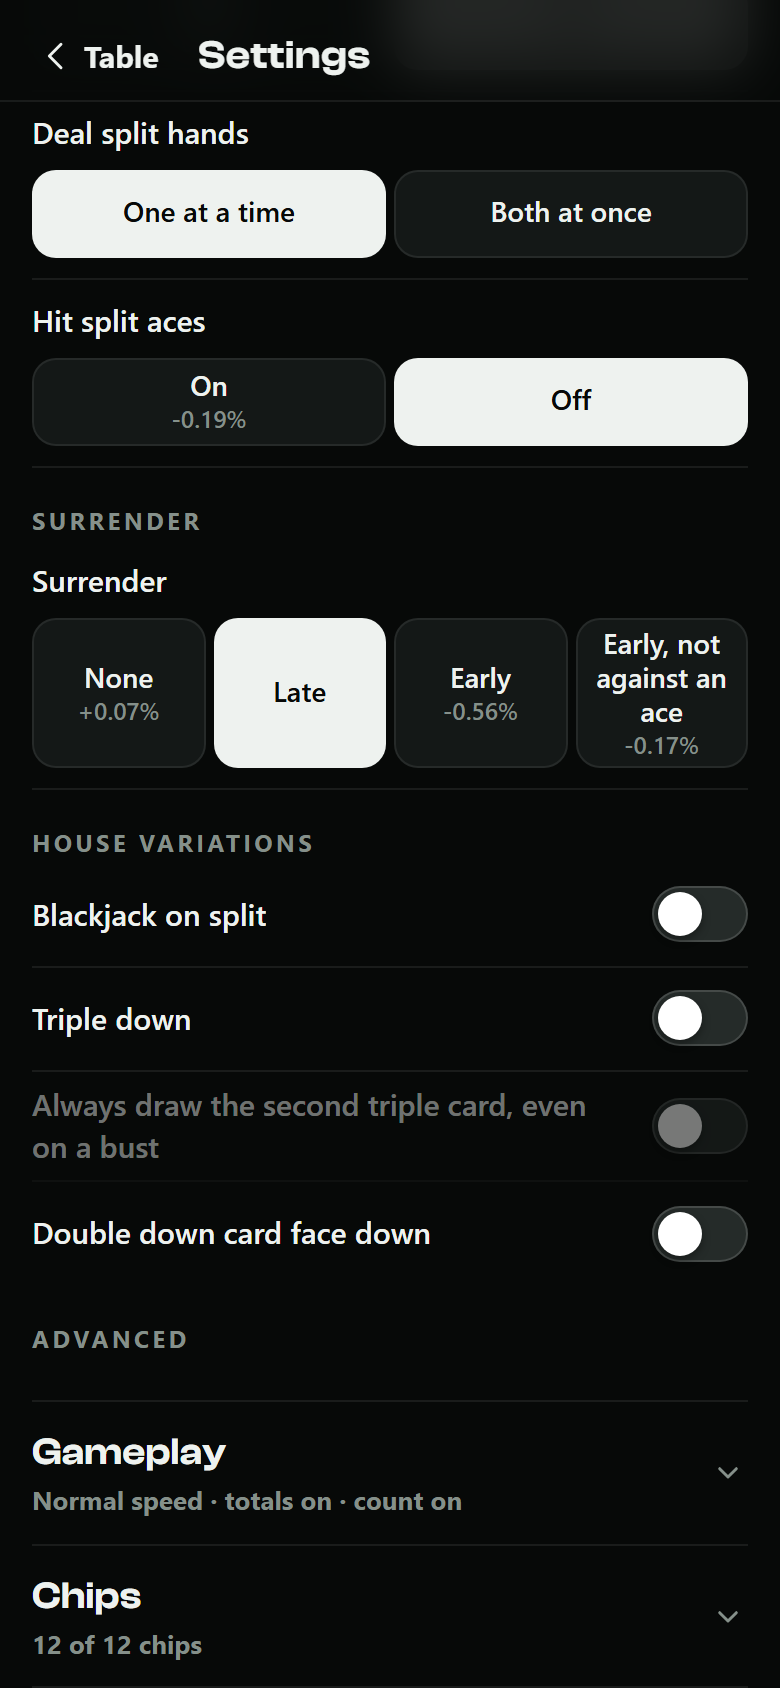 Table
Settings
Deal split hands
One at a time
Both at once
Hit split aces
On
-0.19%
Off
SURRENDER
Surrender
None
+0.07%
Late
Early
-0.56%
Early, not
against an
ace
-0.17%
HOUSE VARIATIONS
Blackjack on split
Triple down
Always draw the second triple card, even
on a bust
Double down card face down
ADVANCED
Gameplay
Normal speed · totals on · count on
Chips
12 of 12 chips